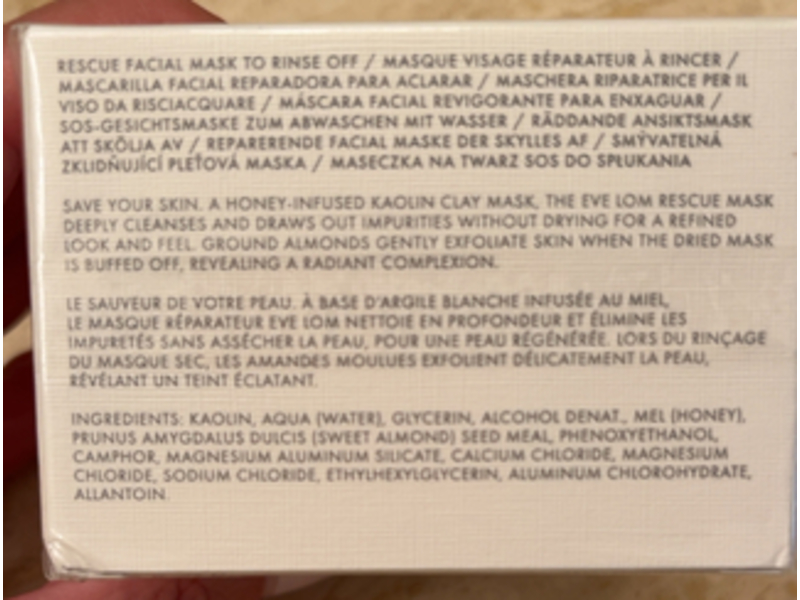 RESCUE FACIAL MASK TO RINSE OFF / MASQUE VISAGE RÉPARATEUR À RINCER /
MASCARILLA FACIAL REPARADORA PARA ACLARAR / MASCHERA RIPARATRICE PER IL
VISO DA RISCIACQUARE / MÁSCARA FACIAL REVIGORANTE PARA ENXAGUAR /
SOS-GESICHTSMASKE ZUM ABWASCHEN MIT WASSER / RÄDDANDE ANSIKTSMASK
ATT SKÖLJA AV / REPARERENDE FACIAL MASKE DER SKYLLES AF / SMÝVATELNÁ
ZKLIDŇUJÍCÍ PLEŤOVÁ MASKA / MASECZKA NA TWARZ SOS DO SPŁUKANIA
SAVE YOUR SKIN. A HONEY-INFUSED KAOLIN CLAY MASK, THE EVE LOM RESCUE MASK
DEEPLY CLEANSES AND DRAWS OUT IMPURITIES WITHOUT DRYING FOR A REFINED
LOOK AND FEEL. GROUND ALMONDS GENTLY EXFOLIATE SKIN WHEN THE DRIED MASK
IS BUFFED OFF, REVEALING A RADIANT COMPLEXION.
LE SAUVEUR DE VOTRE PEAU. À BASE D'ARGILE BLANCHE INFUSÉE AU MIEL,
LE MASQUE RÉPARATEUR EVE LOM NETTOIE EN PROFONDEUR ET ÉLIMINE LES
IMPURETÉS SANS ASSÉCHER LA PEAU, POUR UNE PEAU RÉGÉNÉRÉE. LORS DU RINÇAGE
DU MASQUE SEC, LES AMANDES MOULUES EXFOLIENT DÉLICATEMENT LA PEAU,
RÉVÉLANT UN TEINT ÉCLATANT.
INGREDIENTS: KAOLIN, AQUA (WATER), GLYCERIN, ALCOHOL DENAT., MEL (HONEY),
PRUNUS AMYGDALUS DULCIS (SWEET ALMOND) SEED MEAL, PHENOXYETHANOL,
CAMPHOR, MAGNESIUM ALUMINUM SILICATE, CALCIUM CHLORIDE, MAGNESIUM
CHLORIDE, SODIUM CHLORIDE, ETHYLHEXYLGLYCERIN, ALUMINUM CHLOROHYDRATE,
ALLANTOIN.